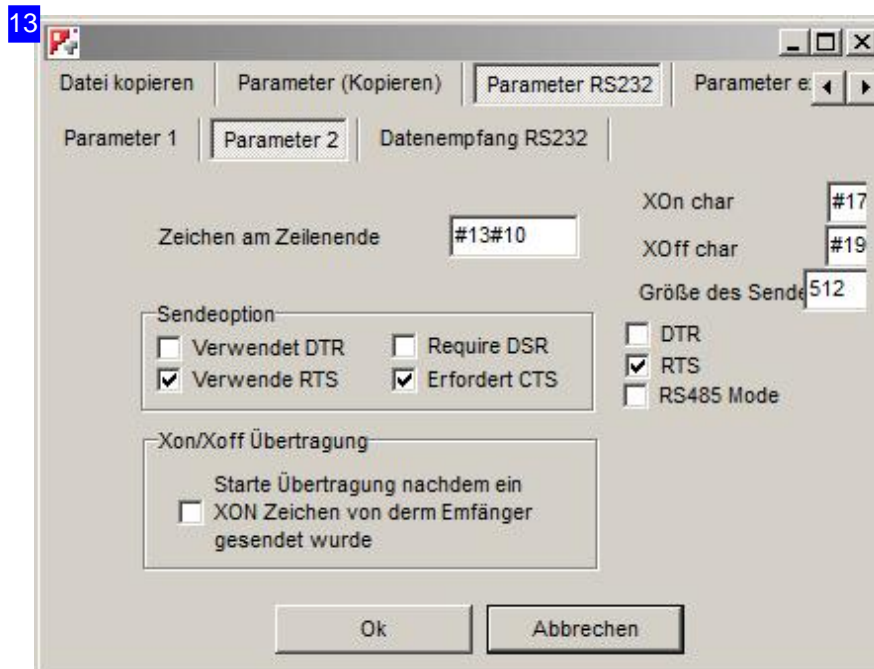 13
Datei kopieren Parameter (Kopieren) Parameter RS232 Parameter e
Parameter 1 Parameter 2 Datenempfang RS232
Zeichen am Zeilenende #13#10
XOn char #17
XOff char #19
Größe des Sende 512
Sendeoption
Verwendet DTR Require DSR
Verwende RTS Erfordert CTS
DTR
RTS
RS485 Mode
Xon/Xoff Übertragung
Starte Übertragung nachdem ein
XON Zeichen von derm Emfänger
gesendet wurde
Ok Abbrechen